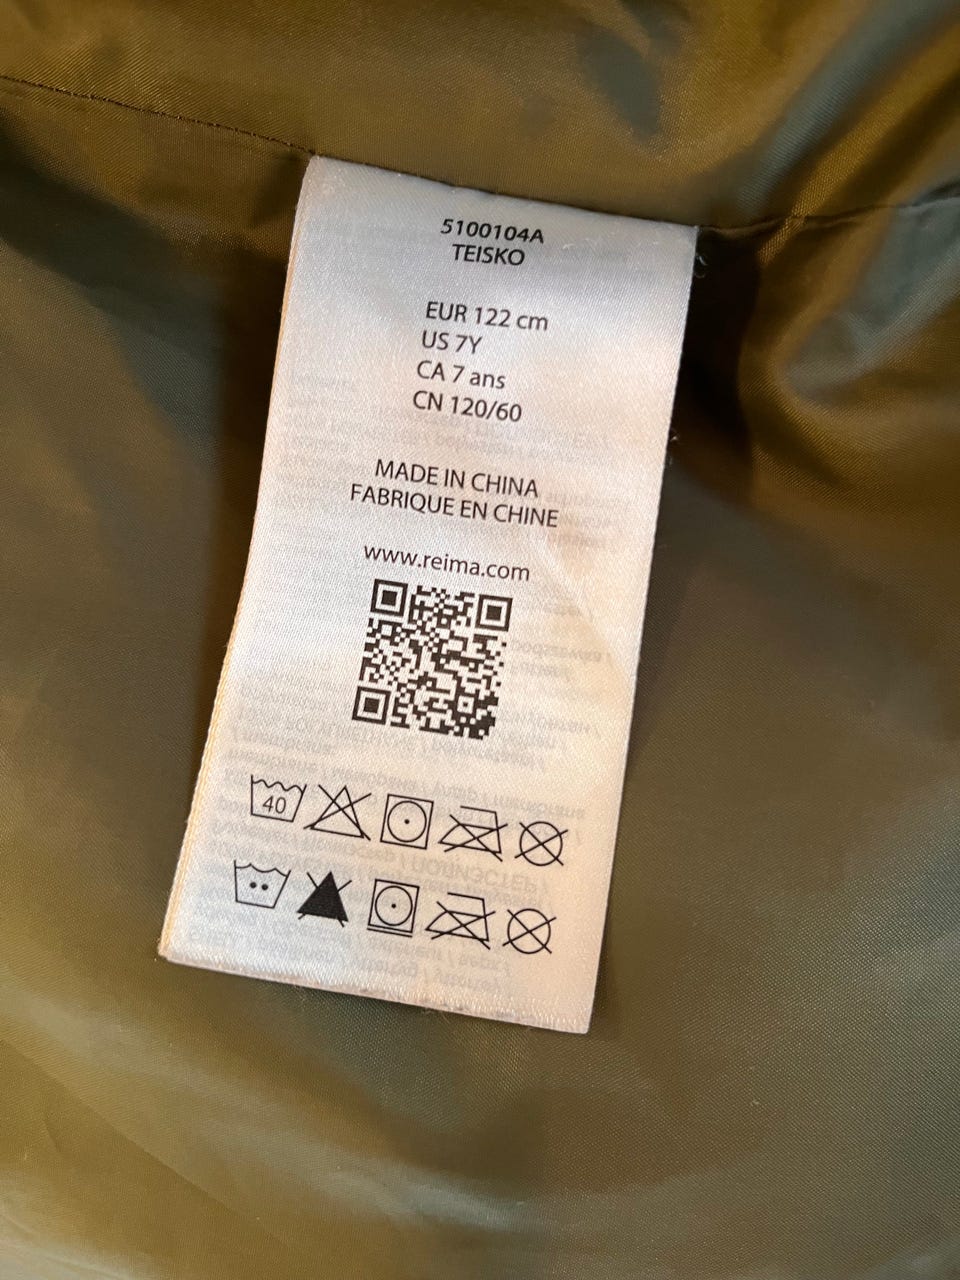 5100104A
TEISKO
EUR 122 cm
US 7Y
CA 7 ans
CN 120/60
MADE IN CHINA
FABRIQUE EN CHINE
www.reima.com
40